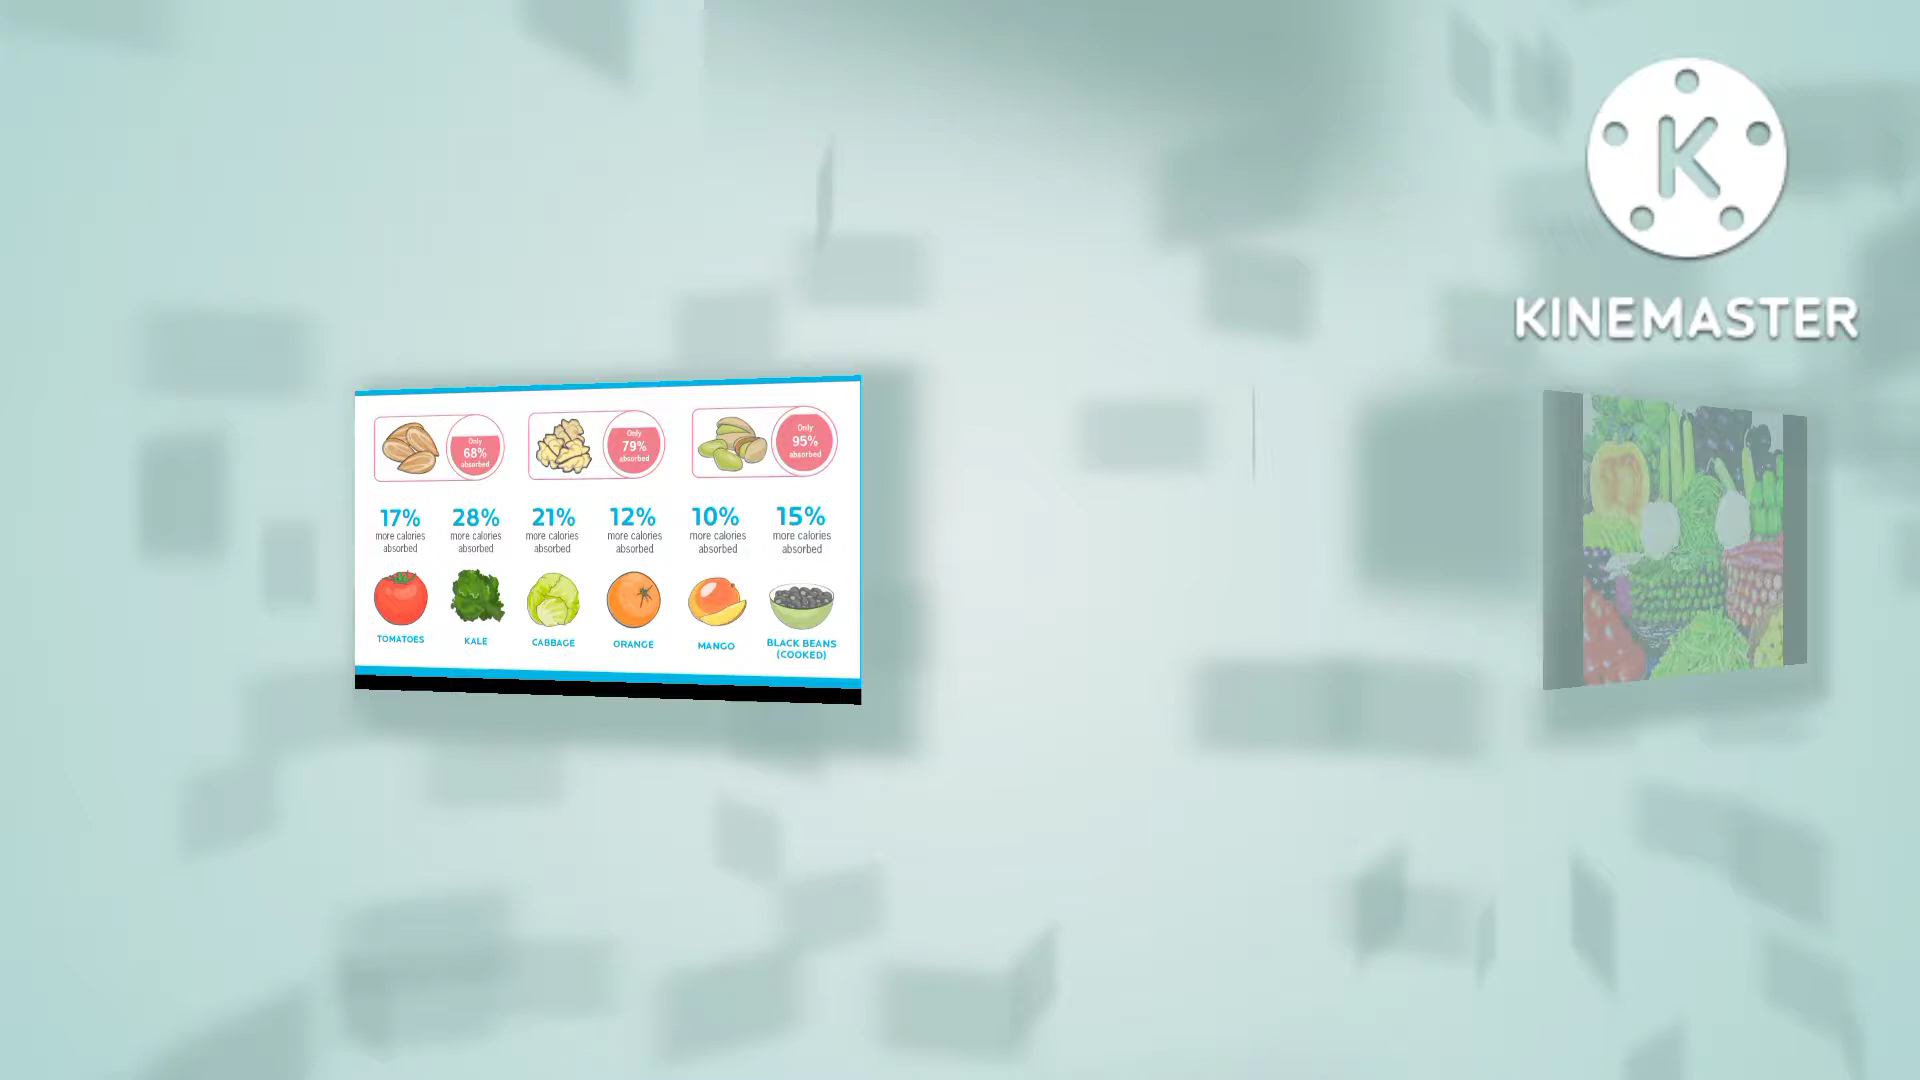 K
KINEMASTER
Only
68%
absorbed
Only
79%
absorbed
Only
95%
absorbed
17%
more calories
absorbed
28%
more calories
absorbed
21%
more calories
absorbed
12%
more calories
absorbed
10%
more calories
absorbed
15%
more calories
absorbed
TOMATOES
KALE
CABBAGE
ORANGE
MANGO
BLACK BEANS
(COOKED)